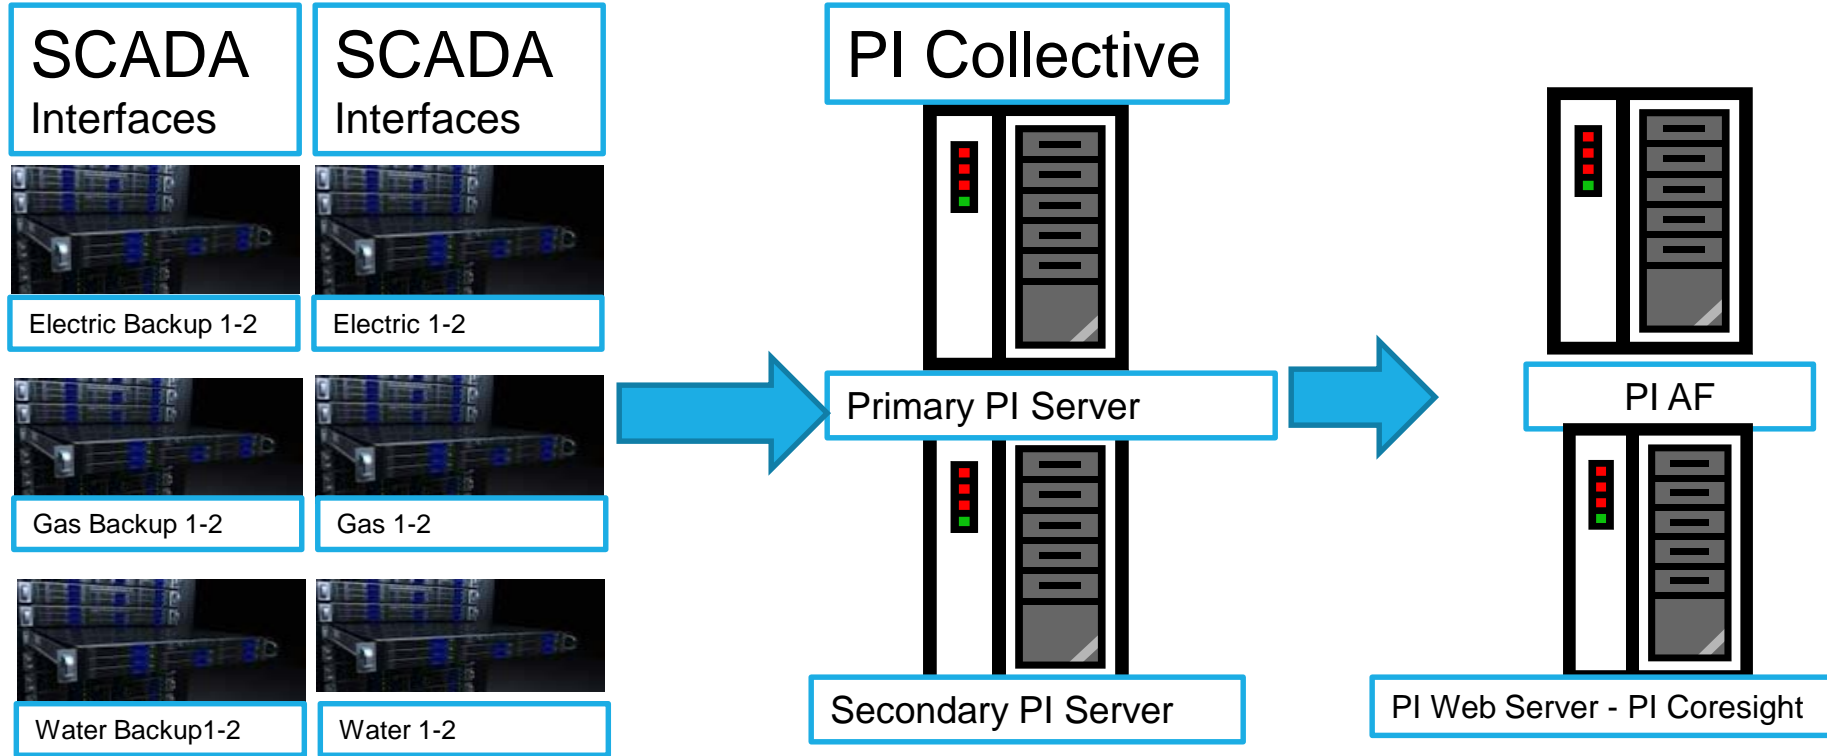 SCADA
Interfaces
SCADA
Interfaces
PI Collective
Electric Backup 1-2
Electric 1-2
Primary PI Server
PI AF
Gas Backup 1-2
Gas 1-2
Secondary PI Server
PI Web Server - PI Coresight
Water Backup1-2
Water 1-2